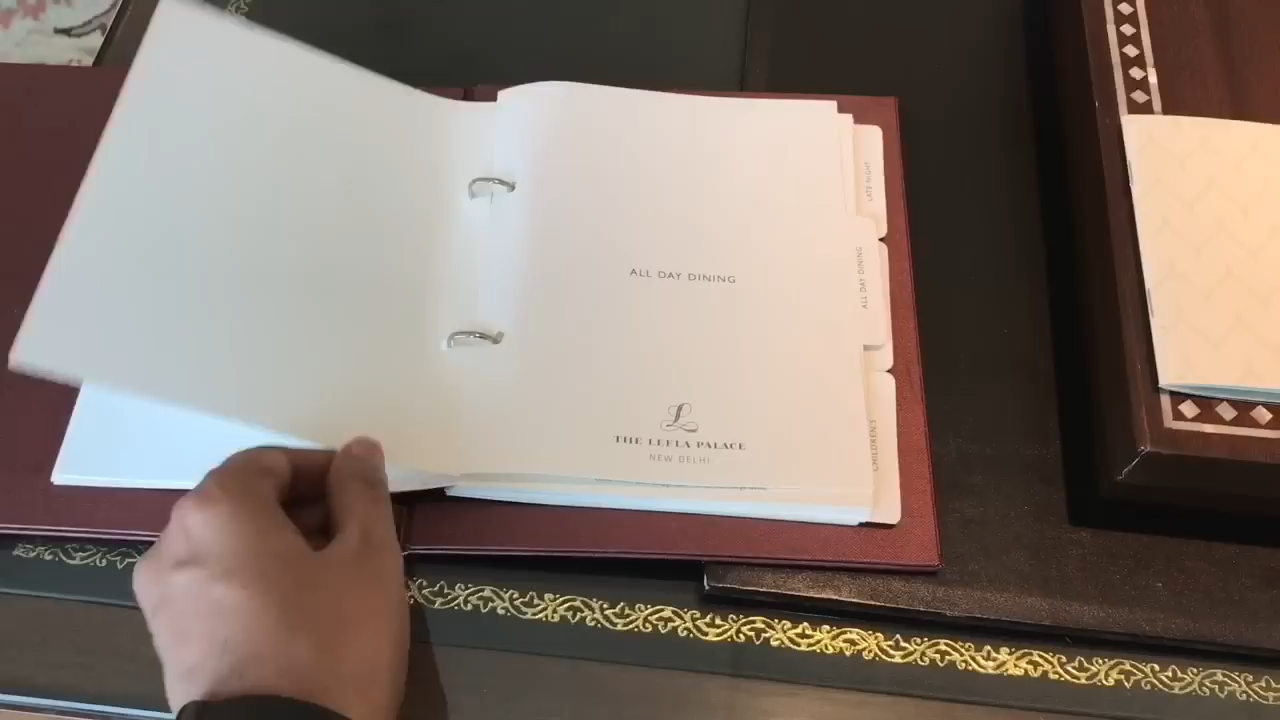 LATE NIGHT
ALL DAY DINING
ALL DAY DINING
CHILDREN'S
L
THE LEELA PALACE
NEW DELHI